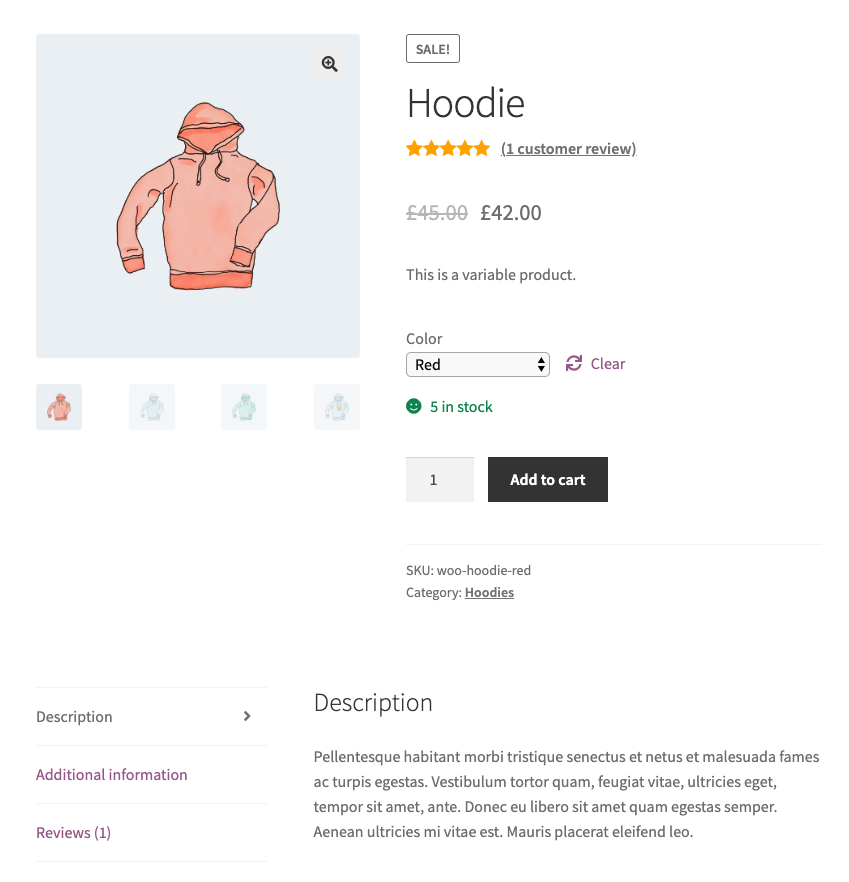 SALE!
Hoodie
(1 customer review)
£45.00 £42.00
This is a variable product.
Color
Red
Clear
5 in stock
1
Add to cart
SKU: woo-hoodie-red
Category: Hoodies
Description
Additional information
Reviews (1)
Description
Pellentesque habitant morbi tristique senectus et netus et malesuada fames
ac turpis egestas. Vestibulum tortor quam, feugiat vitae, ultricies eget,
tempor sit amet, ante. Donec eu libero sit amet quam egestas semper.
Aenean ultricies mi vitae est. Mauris placerat eleifend leo.